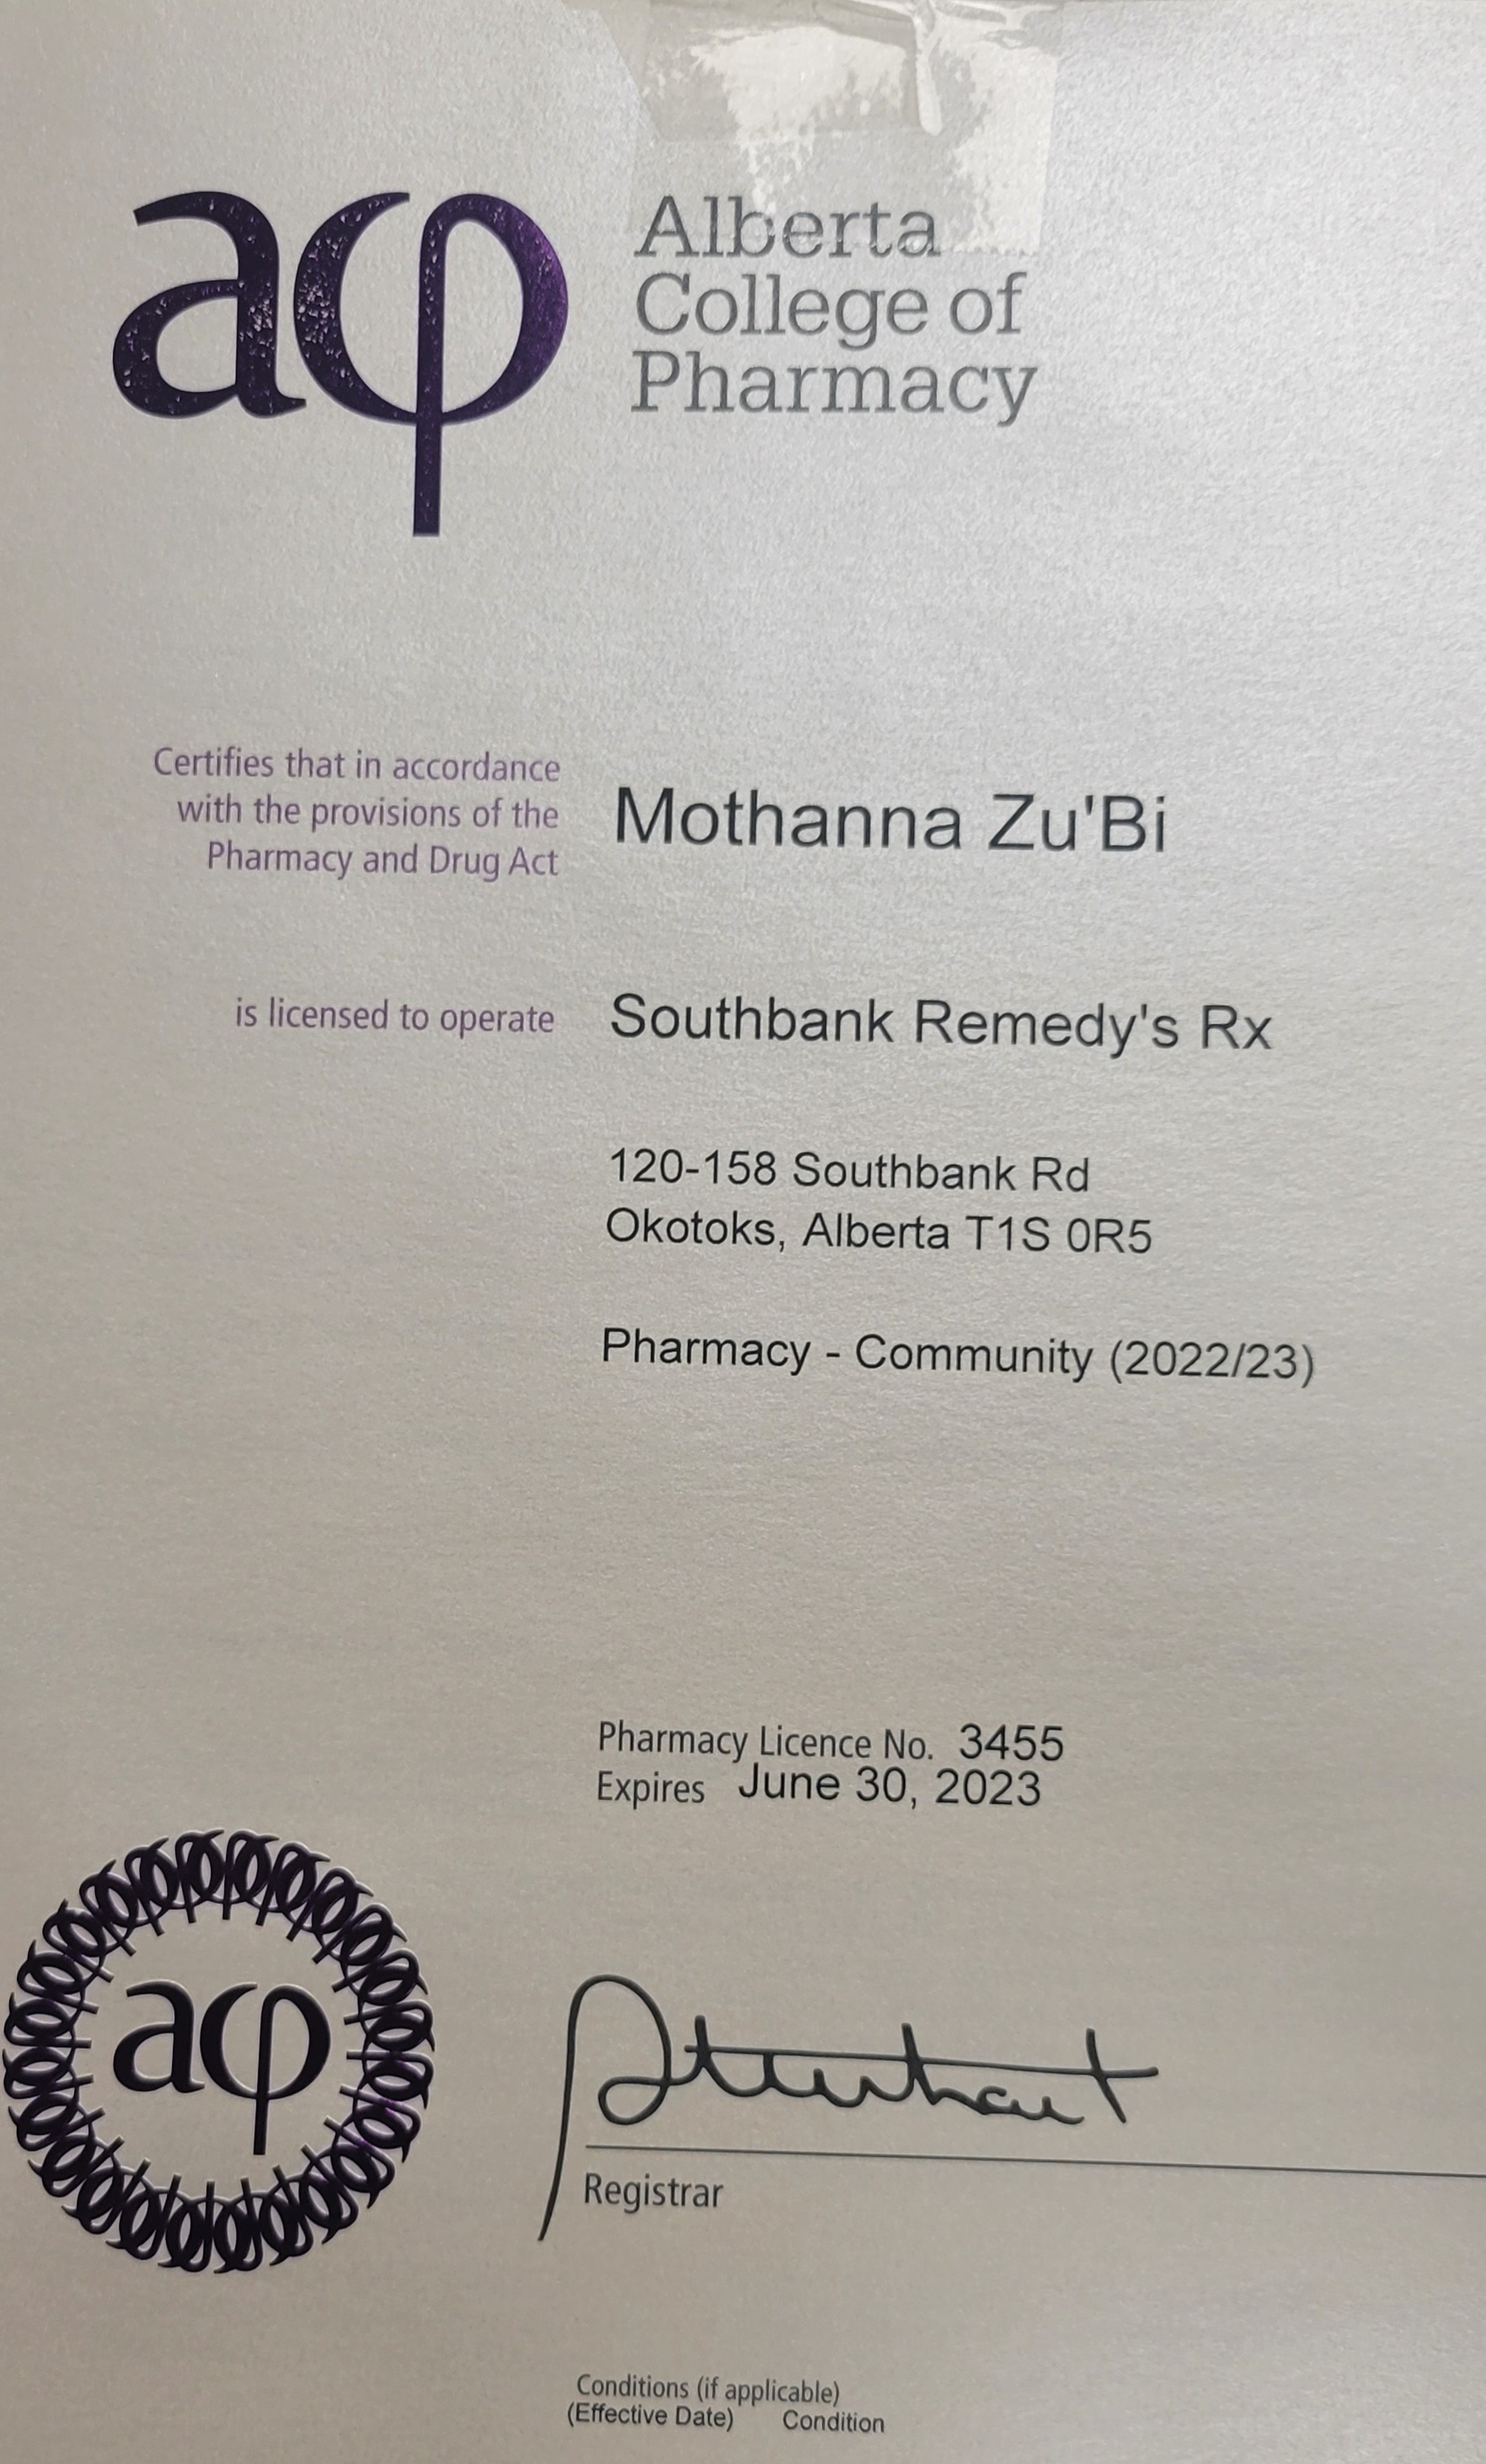 acp
Alberta
College of
Pharmacy
Certifies that in accordance
with the provisions of the
Pharmacy and Drug Act
Mothanna Zu'Bi
is licensed to operate
Southbank Remedy's Rx
120-158 Southbank Rd
Okotoks, Alberta T1S 0R5
Pharmacy - Community (2022/23)
Pharmacy Licence No. 3455
Expires June 30, 2023
acp
Registrar
Conditions (if applicable)
(Effective Date) Condition